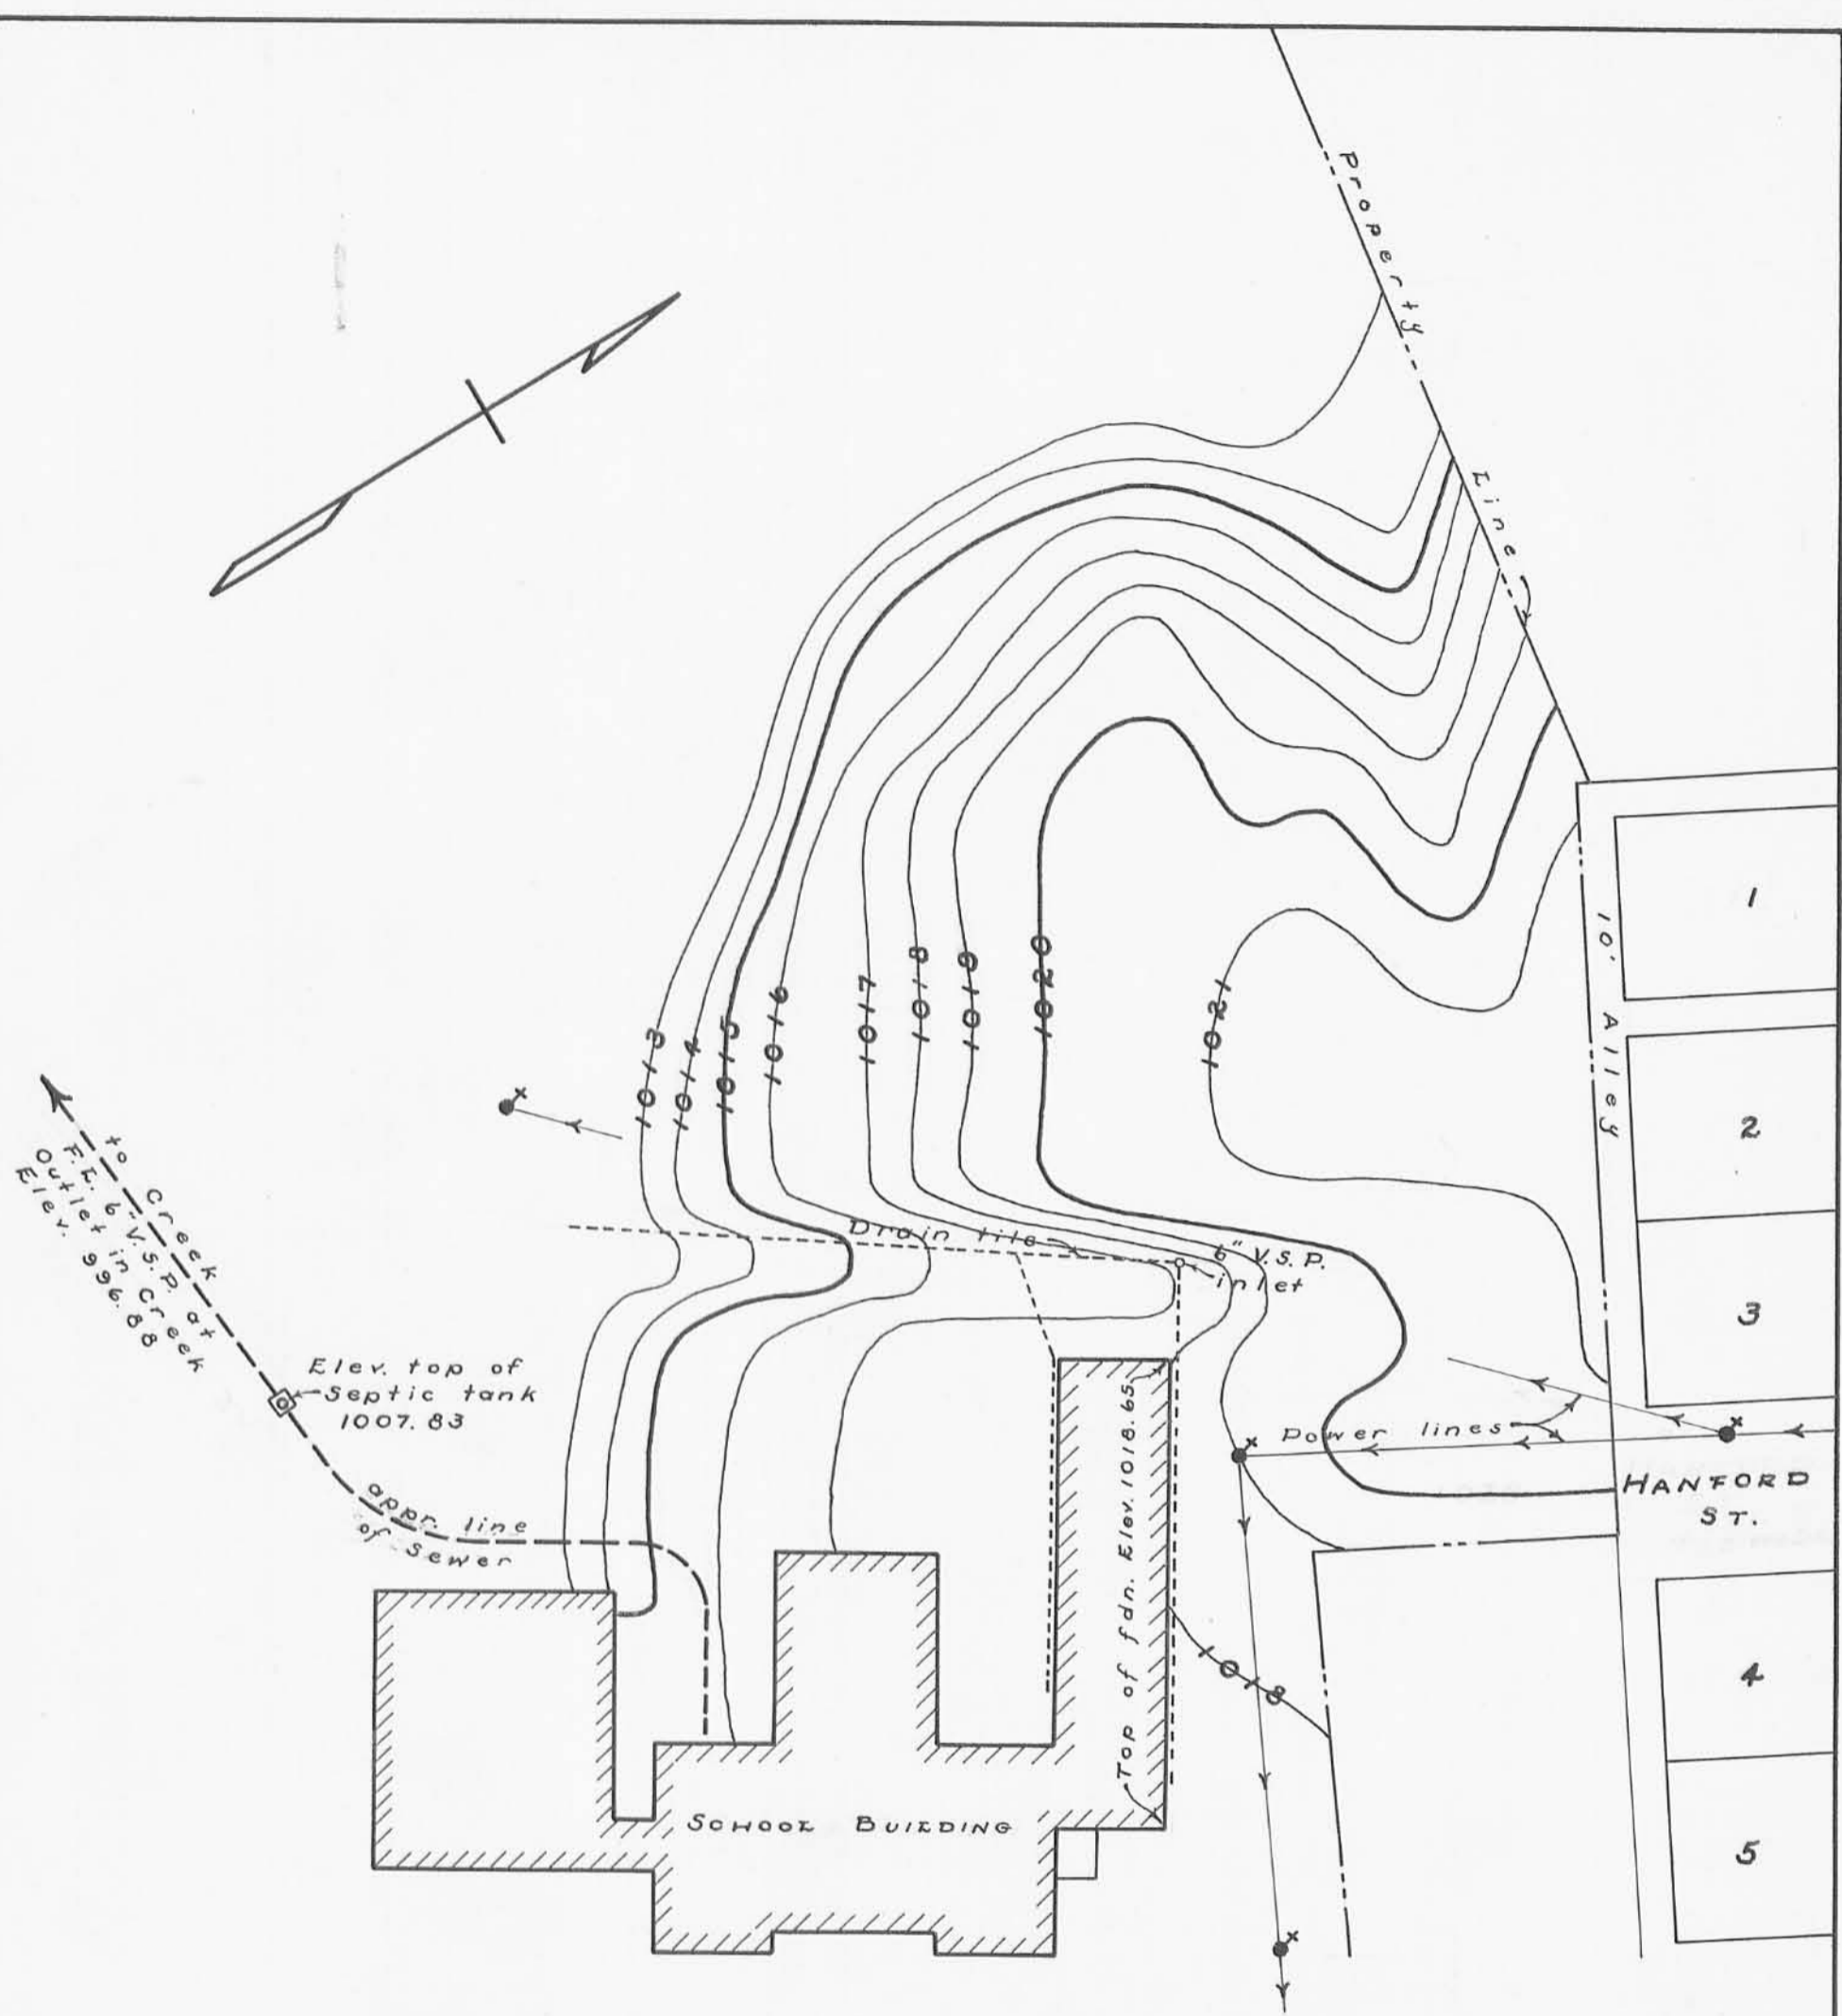 Property
Line
10' Alley
1
2
3
4
5
1013
1014
1015
1016
1017
1018
1019
1020
1021
Drain tile
6" V.S.P.
inlet
to Creek
F.L. 6" V.S.P. at
Outlet in Creek
Elev. 996.88
Elev. top of
Septic tank
1007.83
appr. line
of Sewer
Power lines
HANFORD
ST.
Top of fdn. Elev. 1018.65
1018
SCHOOL BUILDING